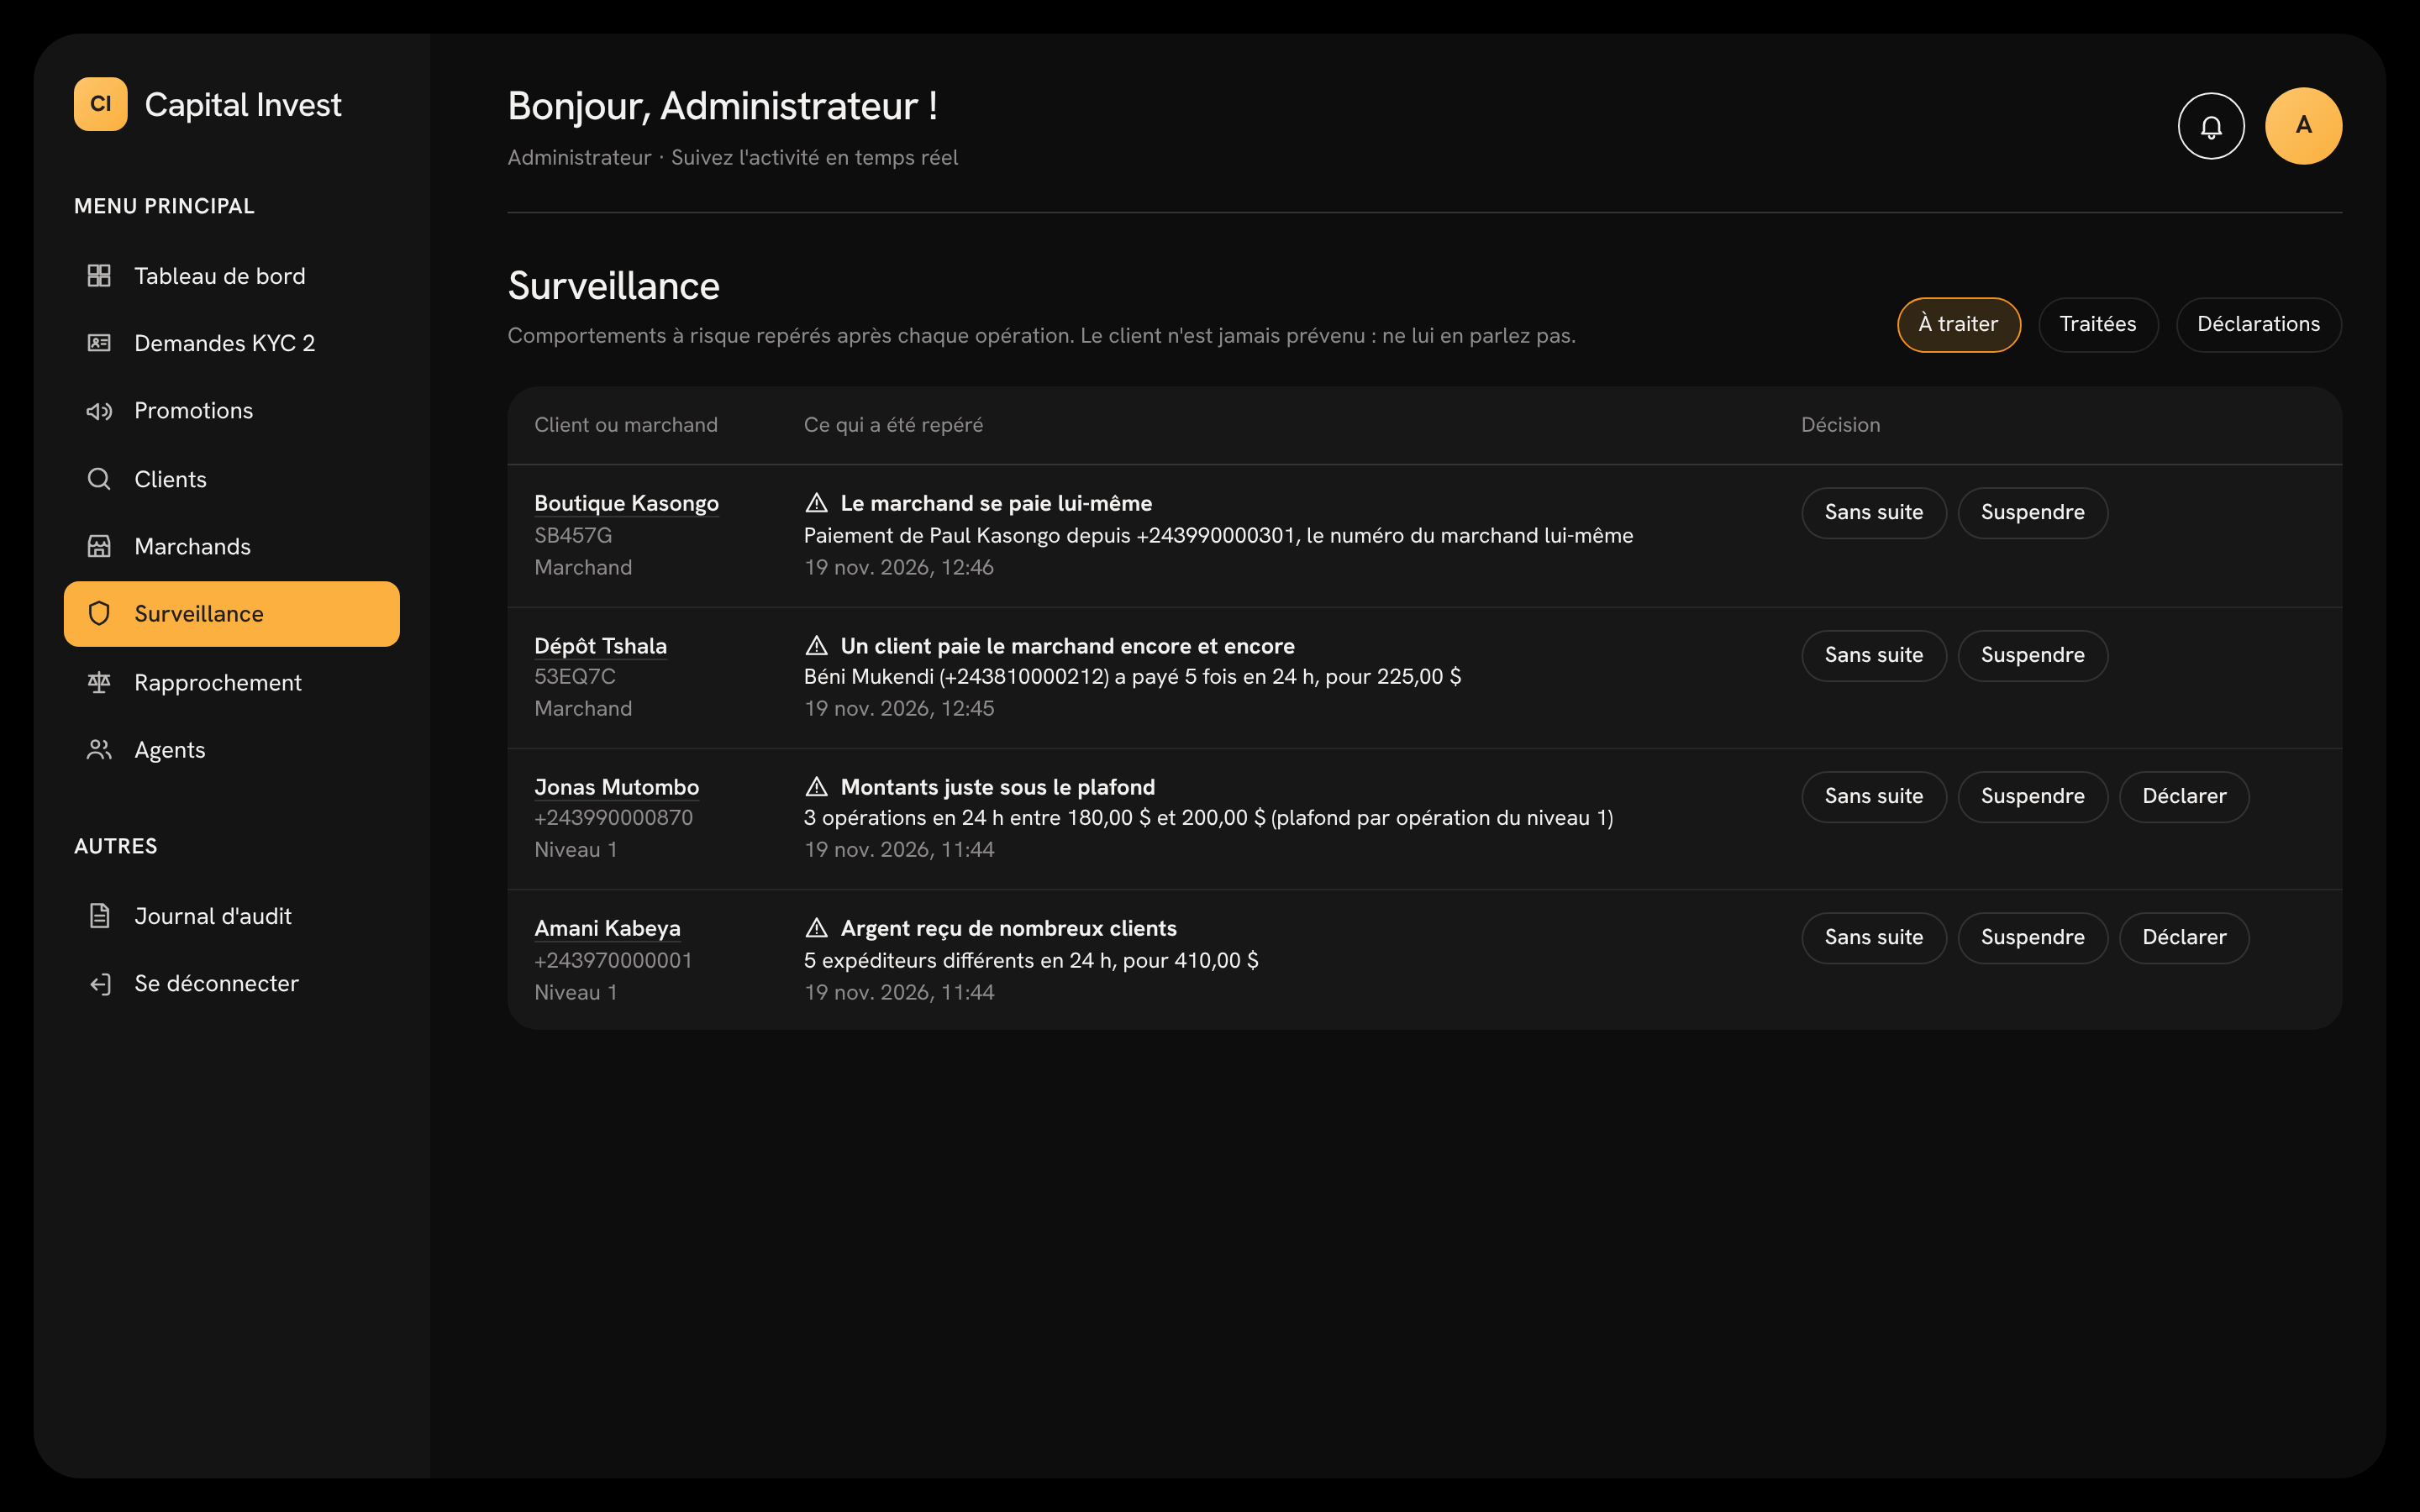 CI
Capital Invest
MENU PRINCIPAL
Tableau de bord
Demandes KYC 2
Promotions
Clients
Marchands
Surveillance
Rapprochement
Agents
AUTRES
Journal d'audit
Se déconnecter
Bonjour, Administrateur !
Administrateur · Suivez l'activité en temps réel
A
Surveillance
Comportements à risque repérés après chaque opération. Le client n'est jamais prévenu : ne lui en parlez pas.
À traiter
Traitées
Déclarations
Client ou marchand
Ce qui a été repéré
Décision
Boutique Kasongo
SB457G
Marchand
Le marchand se paie lui-même
Paiement de Paul Kasongo depuis +243990000301, le numéro du marchand lui-même
19 nov. 2026, 12:46
Sans suite
Suspendre
Dépôt Tshala
53EQ7C
Marchand
Un client paie le marchand encore et encore
Béni Mukendi (+243810000212) a payé 5 fois en 24 h, pour 225,00 $
19 nov. 2026, 12:45
Sans suite
Suspendre
Jonas Mutombo
+243990000870
Niveau 1
Montants juste sous le plafond
3 opérations en 24 h entre 180,00 $ et 200,00 $ (plafond par opération du niveau 1)
19 nov. 2026, 11:44
Sans suite
Suspendre
Déclarer
Amani Kabeya
+243970000001
Niveau 1
Argent reçu de nombreux clients
5 expéditeurs différents en 24 h, pour 410,00 $
19 nov. 2026, 11:44
Sans suite
Suspendre
Déclarer